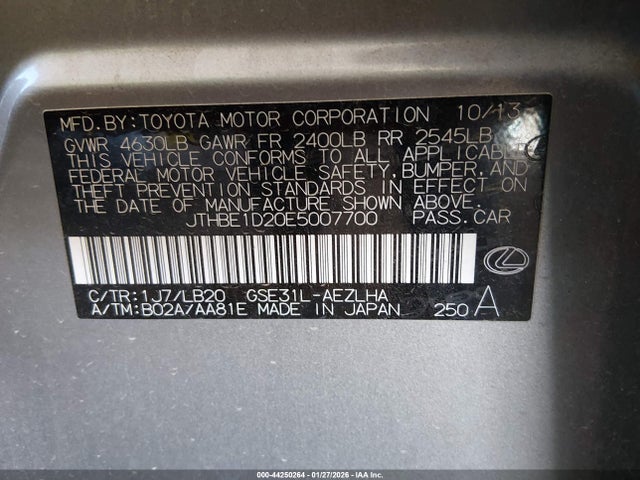 MFD.BY:TOYOTA MOTOR CORPORATION 10/13
GVWR 4630LB GAWR FR 2400LB RR 2545LB
THIS VEHICLE CONFORMS TO ALL APPLICABLE
FEDERAL MOTOR VEHICLE SAFETY,BUMPER,AND
THEFT PREVENTION STANDARDS IN EFFECT ON
THE DATE OF MANUFACTURE SHOWN ABOVE.
JTHBE1D20E5007700 PASS.CAR
C/TR:1J7/LB20 GSE31L-AEZLHA
A/TM:B02A/AA81E MADE IN JAPAN 250 A
000-44250264 | 01/27/2026 | IAA Inc.